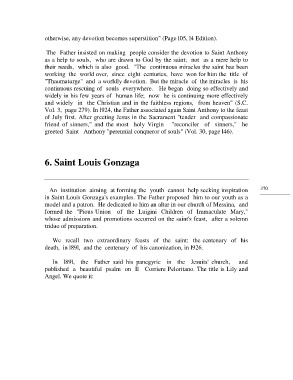 otherwise, any devotion becomes superstition" (Page 105, 14 Edition).
The Father insisted on making people consider the devotion to Saint Anthony
as a help to souls, who are drawn to God by the saint, not as a mere help to
their needs, which is also good. "The continuous miracles the saint has been
working the world over, since eight centuries, have won for him the title of
"Thaumaturge" and a worldly devotion. But the miracle of miracles is his
continuous rescuing of souls everywhere. He began doing so effectively and
widely in his few years of human life; now he is continuing more effectively
and widely in the Christian and in the faithless regions, from heaven" (S.C.
Vol. 3, page 279). In 1924, the Father associated again Saint Anthony to the feast
of July first. After greeting Jesus in the Sacrament "tender and compassionate
friend of sinners," and the most holy Virgin "reconciler of sinners," he
greeted Saint Anthony "perennial conqueror of souls" (Vol. 30, page 146).
6. Saint Louis Gonzaga
An institution aiming at forming the youth cannot help seeking inspiration
in Saint Louis Gonzaga's examples. The Father proposed him to our youth as a
model and a patron. He dedicated to him an altar in our church of Messina, and
formed the "Pious Union of the Luigini Children of Immaculate Mary,"
whose admissions and promotions occurred on the saint's feast, after a solemn
triduo of preparation.
We recall two extraordinary feasts of the saint: the centenary of his
death, in 1891, and the centenary of his canonization, in 1926.
In 1891, the Father said his panegyric in the Jesuits' church, and
published a beautiful psalm on Il Corriere Peloritano. The title is Lily and
Angel. We quote it: